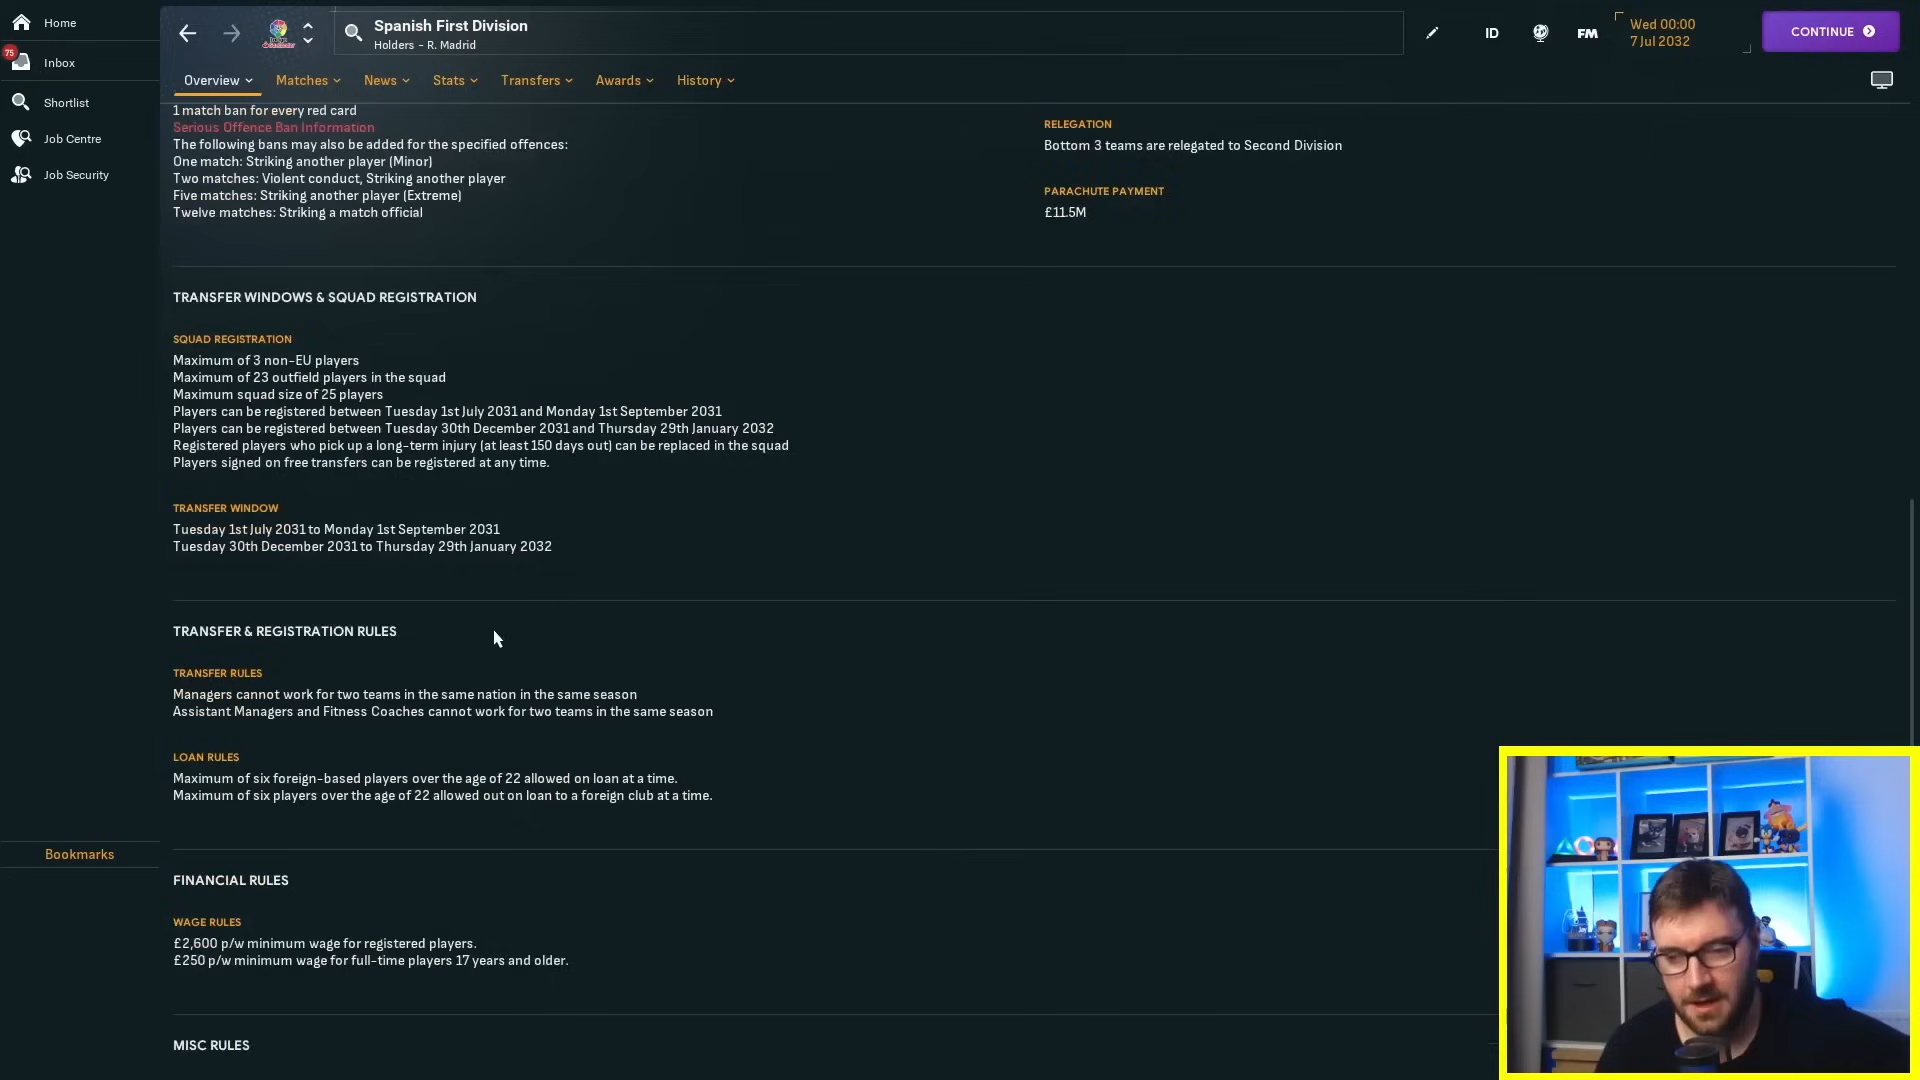 Home
75
Inbox
Shortlist
Job Centre
Job Security
Bookmarks
Spanish First Division
Holders - R. Madrid
ID
FM
Wed 00:00
7 Jul 2032
CONTINUE
Overview
Matches
News
Stats
Transfers
Awards
History
1 match ban for every red card
Serious Offence Ban Information
The following bans may also be added for the specified offences:
One match: Striking another player (Minor)
Two matches: Violent conduct, Striking another player
Five matches: Striking another player (Extreme)
Twelve matches: Striking a match official
RELEGATION
Bottom 3 teams are relegated to Second Division
PARACHUTE PAYMENT
£11.5M
TRANSFER WINDOWS & SQUAD REGISTRATION
SQUAD REGISTRATION
Maximum of 3 non-EU players
Maximum of 23 outfield players in the squad
Maximum squad size of 25 players
Players can be registered between Tuesday 1st July 2031 and Monday 1st September 2031
Players can be registered between Tuesday 30th December 2031 and Thursday 29th January 2032
Registered players who pick up a long-term injury (at least 150 days out) can be replaced in the squad
Players signed on free transfers can be registered at any time.
TRANSFER WINDOW
Tuesday 1st July 2031 to Monday 1st September 2031
Tuesday 30th December 2031 to Thursday 29th January 2032
TRANSFER & REGISTRATION RULES
TRANSFER RULES
Managers cannot work for two teams in the same nation in the same season
Assistant Managers and Fitness Coaches cannot work for two teams in the same season
LOAN RULES
Maximum of six foreign-based players over the age of 22 allowed on loan at a time.
Maximum of six players over the age of 22 allowed out on loan to a foreign club at a time.
FINANCIAL RULES
WAGE RULES
£2,600 p/w minimum wage for registered players.
£250 p/w minimum wage for full-time players 17 years and older.
MISC RULES